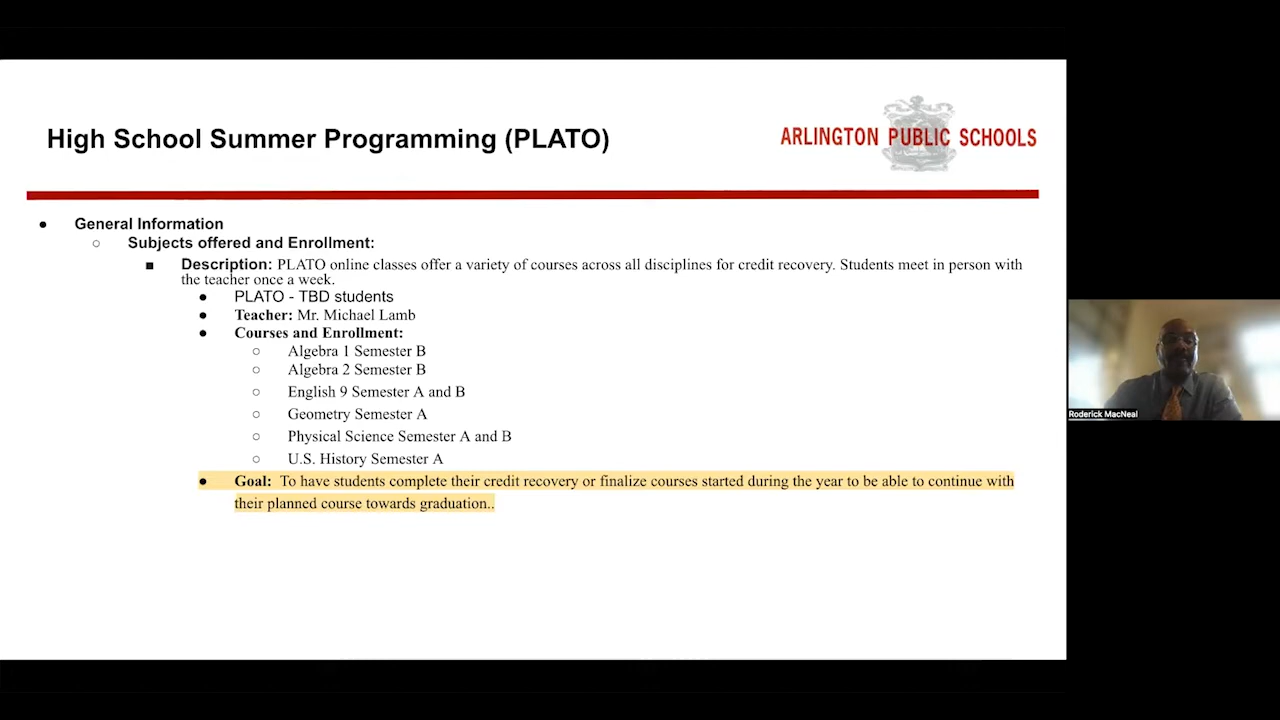 High School Summer Programming (PLATO)
ARLINGTON PUBLIC SCHOOLS
● General Information
○ Subjects offered and Enrollment:
■ Description: PLATO online classes offer a variety of courses across all disciplines for credit recovery. Students meet in person with
the teacher once a week.
● PLATO - TBD students
● Teacher: Mr. Michael Lamb
● Courses and Enrollment:
○ Algebra 1 Semester B
○ Algebra 2 Semester B
○ English 9 Semester A and B
○ Geometry Semester A
○ Physical Science Semester A and B
○ U.S. History Semester A
● Goal: To have students complete their credit recovery or finalize courses started during the year to be able to continue with
their planned course towards graduation..
Roderick MacNeal